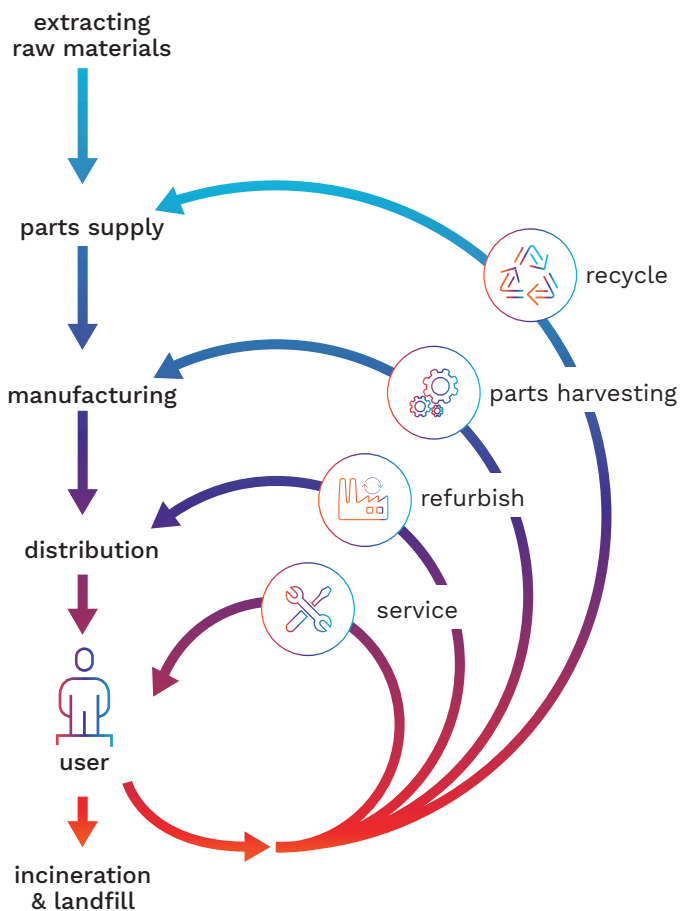 extracting
raw materials
parts supply
recycle
manufacturing
parts harvesting
refurbish
distribution
service
user
incineration
& landfill